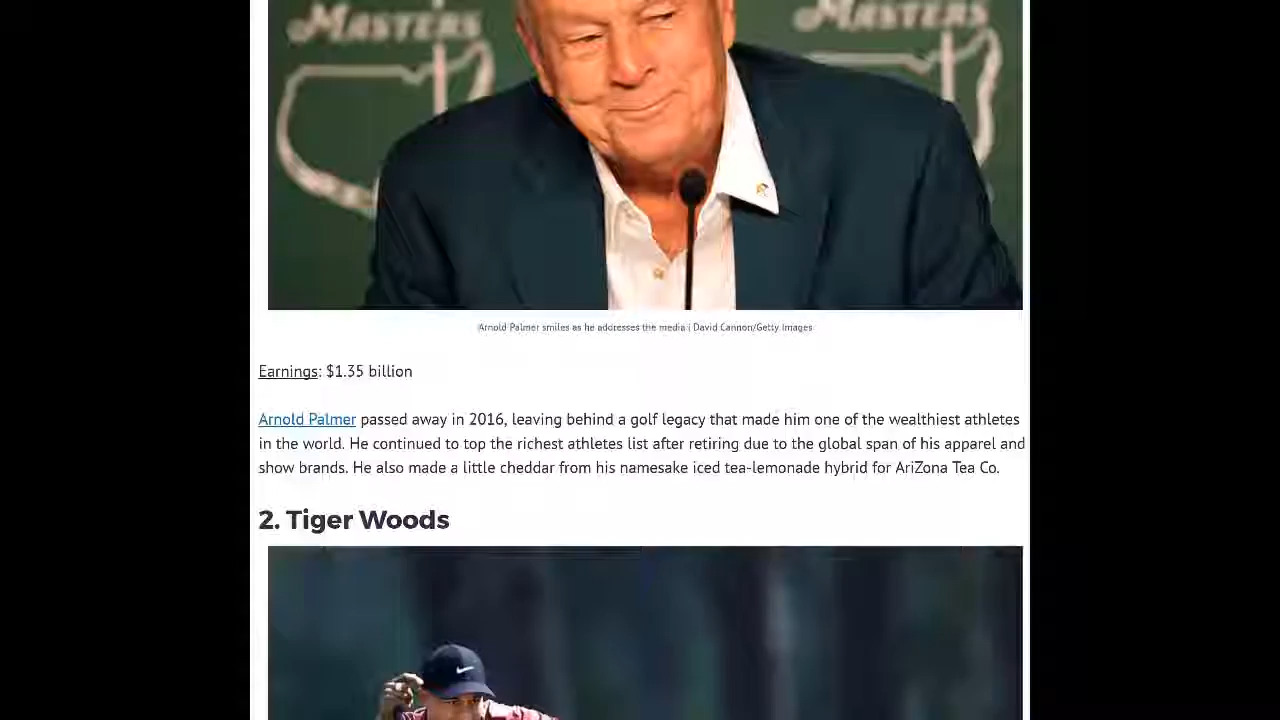 MASTERS MASTERS
Arnold Palmer smiles as he addresses the media | David Cannon/Getty Images
Earnings: $1.35 billion
Arnold Palmer passed away in 2016, leaving behind a golf legacy that made him one of the wealthiest athletes
in the world. He continued to top the richest athletes list after retiring due to the global span of his apparel and
show brands. He also made a little cheddar from his namesake iced tea-lemonade hybrid for AriZona Tea Co.
2. Tiger Woods